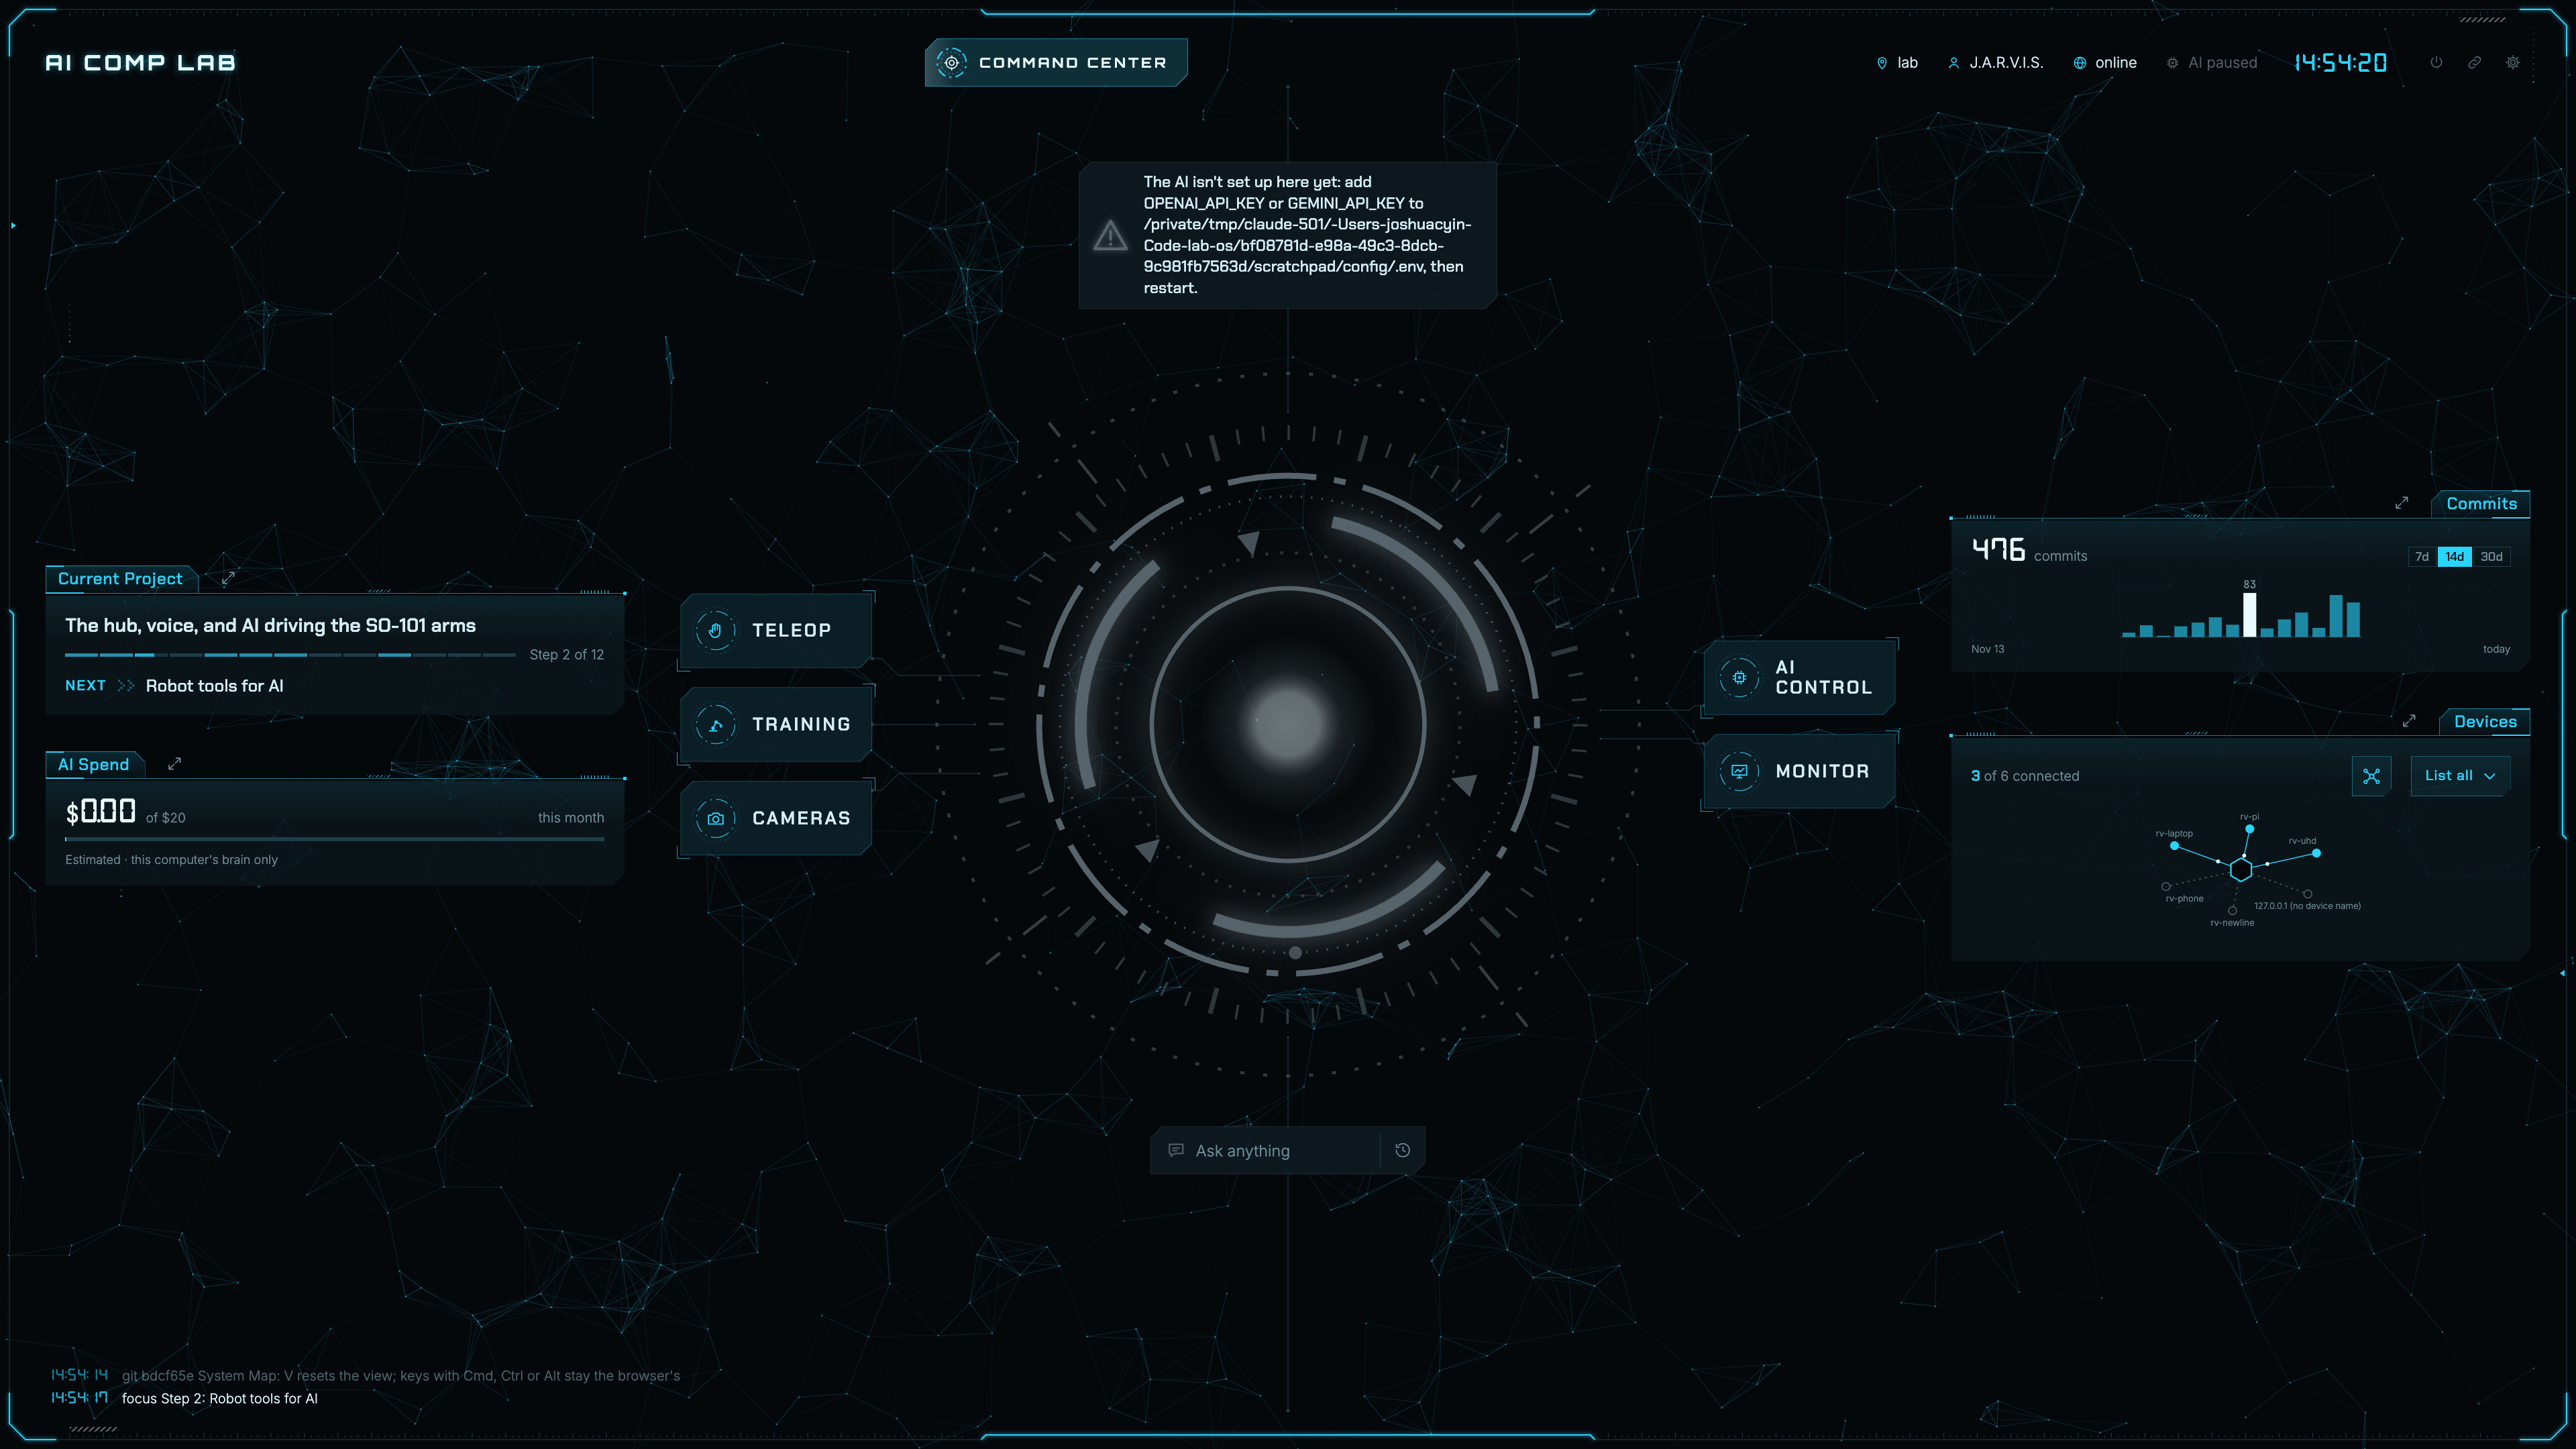 AI COMP LAB
COMMAND CENTER
lab
J.A.R.V.I.S.
online
AI paused
14:54:20
The AI isn't set up here yet: add
OPENAI_API_KEY or GEMINI_API_KEY to
/private/tmp/claude-501/-Users-joshuacyin-
Code-lab-os/bf08781d-e98a-49c3-8dcb-
9c981fb7563d/scratchpad/config/.env, then
restart.
Current Project
The hub, voice, and AI driving the SO-101 arms
Step 2 of 12
NEXT Robot tools for AI
AI Spend
$0.00 of $20
this month
Estimated · this computer's brain only
TELEOP
TRAINING
CAMERAS
AI
CONTROL
MONITOR
Commits
476 commits
7d 14d 30d
83
Nov 13
today
Devices
3 of 6 connected
List all
rv-pi
rv-laptop
rv-uhd
rv-phone
127.0.0.1 (no device name)
rv-newline
Ask anything
14:54:14 git bdcf65e System Map: V resets the view; keys with Cmd, Ctrl or Alt stay the browser's
14:54:17 focus Step 2: Robot tools for AI